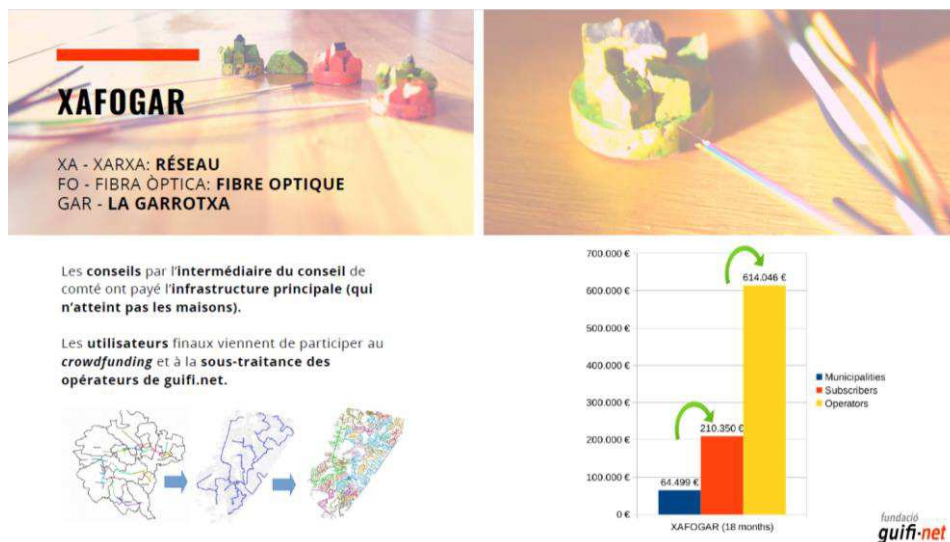 XAFOGAR
XA - XARXA: RÉSEAU
FO - FIBRA ÒPTICA: FIBRE OPTIQUE
GAR - LA GARROTXA
Les conseils par l'intermédiaire du conseil de
comté ont payé l'infrastructure principale (qui
n'atteint pas les maisons).
Les utilisateurs finaux viennent de participer au
crowdfunding et à la sous-traitance des
opérateurs de guifi.net.
700.000 €
600.000 €
500.000 €
400.000 €
300.000 €
200.000 €
100.000 €
0 €
64.499 €
210.350 €
614.046 €
XAFOGAR (18 months)
Municipalities
Subscribers
Operators
fundació
guifi·net